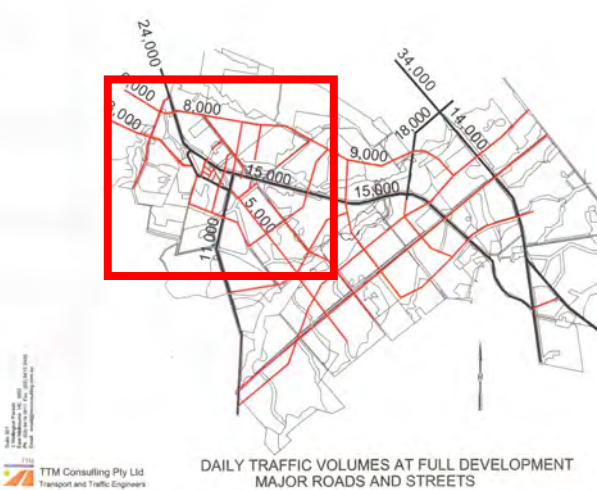 24,000
34,000
8,000
14,000
18,000
9,000
15,000
15,000
5,000
11,000
TTM
TTM Consulting Pty Ltd
Transport and Traffic Engineers
DAILY TRAFFIC VOLUMES AT FULL DEVELOPMENT
MAJOR ROADS AND STREETS